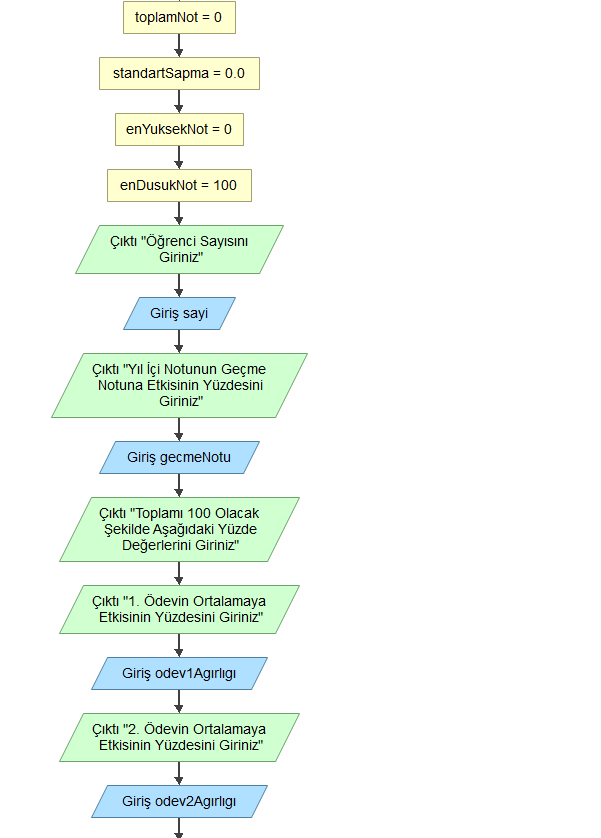 toplamNot = 0
standartSapma = 0.0
enYuksekNot = 0
enDusukNot = 100
Çıktı "Öğrenci Sayısını
Giriniz"
Giriş sayi
Çıktı "Yıl İçi Notunun Geçme
Notuna Etkisinin Yüzdesini
Giriniz"
Giriş gecmeNotu
Çıktı "Toplamı 100 Olacak
Şekilde Aşağıdaki Yüzde
Değerlerini Giriniz"
Çıktı "1. Ödevin Ortalamaya
Etkisinin Yüzdesini Giriniz"
Giriş odev1Agırlıgı
Çıktı "2. Ödevin Ortalamaya
Etkisinin Yüzdesini Giriniz"
Giriş odev2Agırlıgı